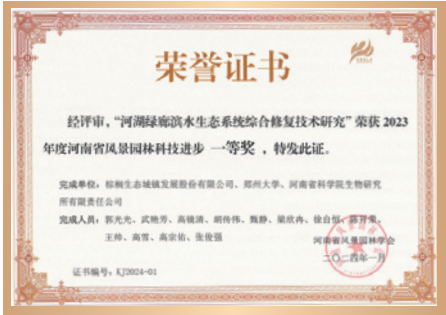 荣誉证书
经评审，“河湖绿廊滨水生态系统综合修复技术研究”荣获 2023
年度河南省风景园林科技进步 一等奖 ，特发此证。
完成单位：棕榈生态城镇发展股份有限公司、郑州大学、河南省科学院生物研究
所有限责任公司
完成人员：郭光光、武艳芳、高镜清、胡传伟、魏静、梁欣冉、徐自恒、陈开荣、
王帅、高雪、高宗佑、张俊强
河南省风景园林学会
二〇二四年一月
证书编号：KJ2024-01